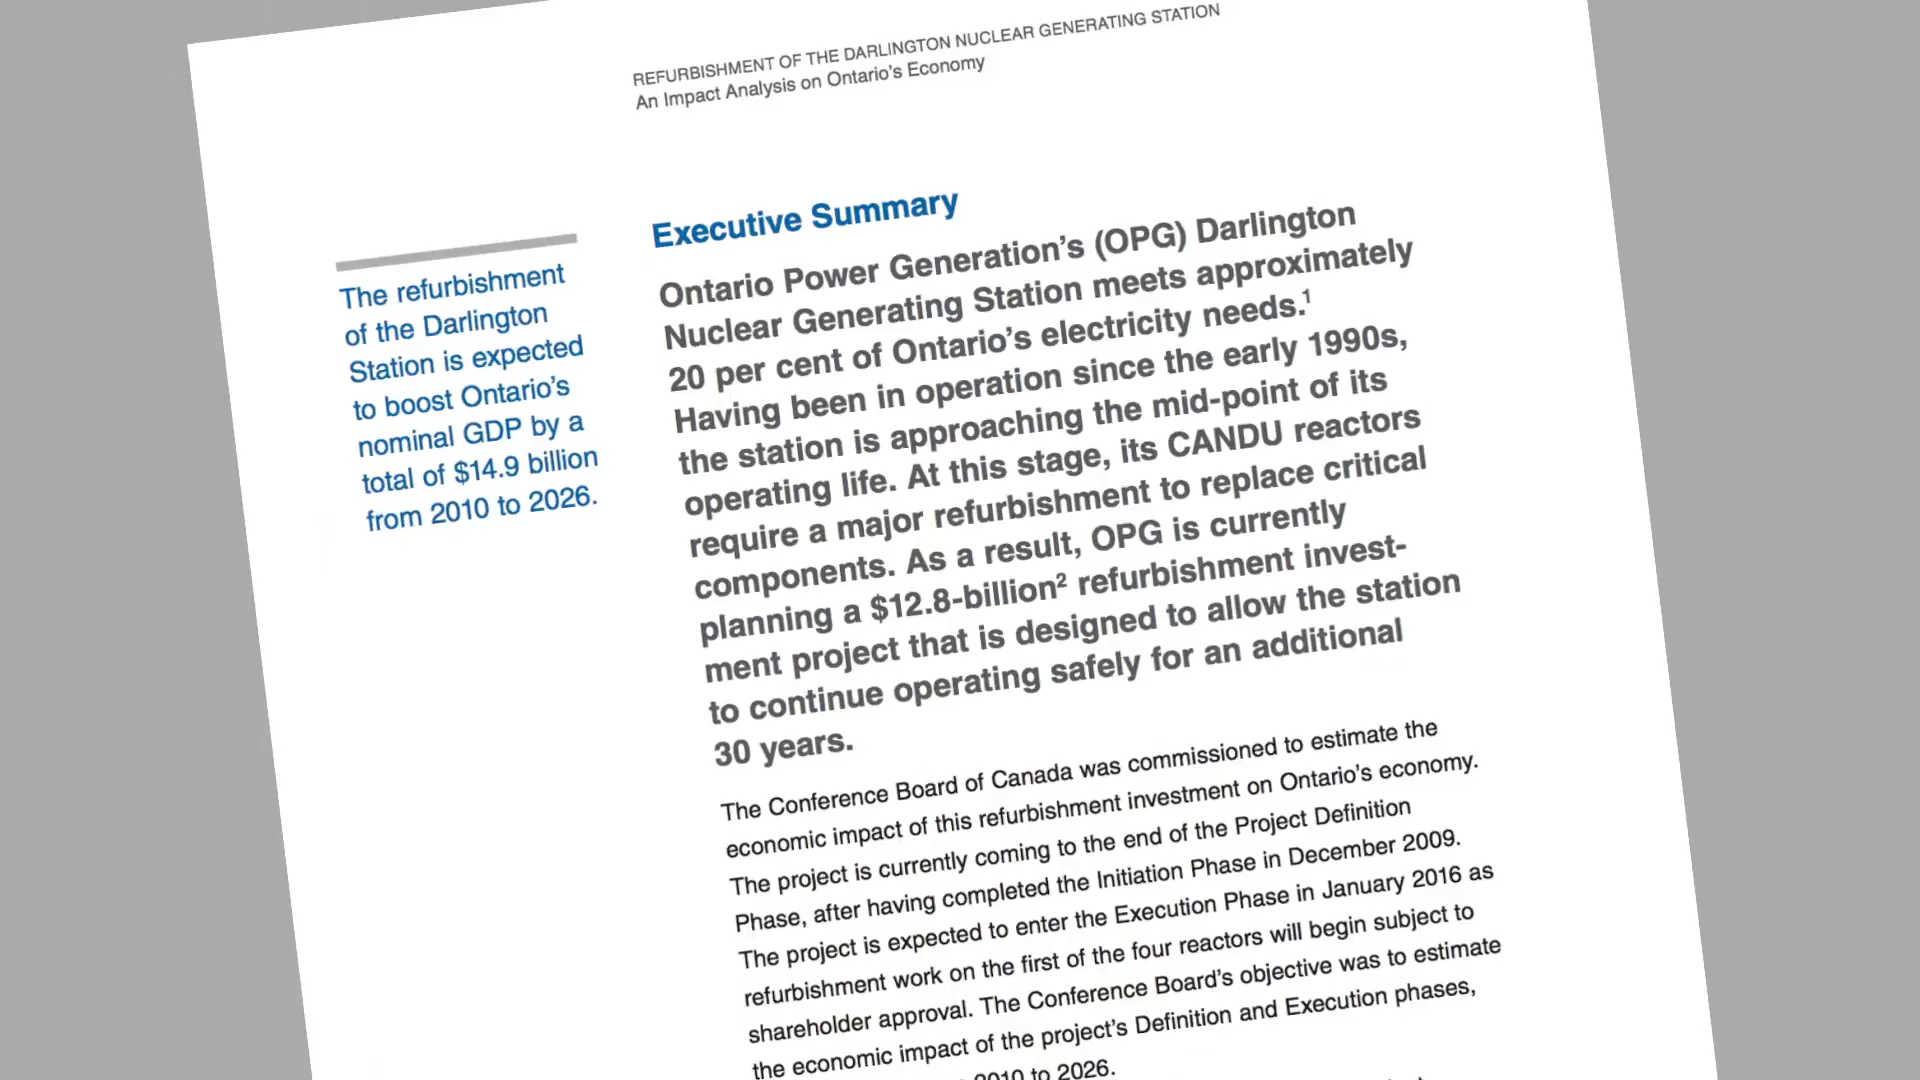 REFURBISHMENT OF THE DARLINGTON NUCLEAR GENERATING STATION
An Impact Analysis on Ontario’s Economy
The refurbishment
of the Darlington
Station is expected
to boost Ontario’s
nominal GDP by a
total of $14.9 billion
from 2010 to 2026.
Executive Summary
Ontario Power Generation’s (OPG) Darlington
Nuclear Generating Station meets approximately
20 per cent of Ontario’s electricity needs.¹
Having been in operation since the early 1990s,
the station is approaching the mid-point of its
operating life. At this stage, its CANDU reactors
require a major refurbishment to replace critical
components. As a result, OPG is currently
planning a $12.8-billion² refurbishment invest-
ment project that is designed to allow the station
to continue operating safely for an additional
30 years.
The Conference Board of Canada was commissioned to estimate the
economic impact of this refurbishment investment on Ontario’s economy.
The project is currently coming to the end of the Project Definition
Phase, after having completed the Initiation Phase in December 2009.
The project is expected to enter the Execution Phase in January 2016 as
refurbishment work on the first of the four reactors will begin subject to
shareholder approval. The Conference Board’s objective was to estimate
the economic impact of the project’s Definition and Execution phases,
2010 to 2026.